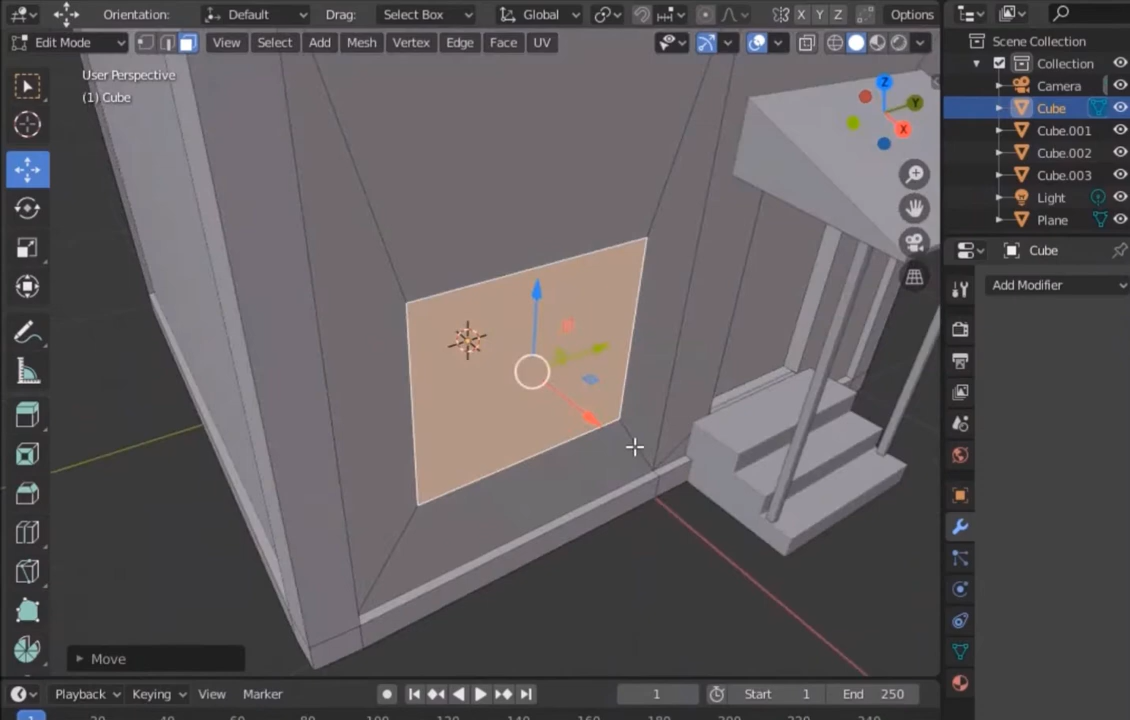 Orientation: Default Drag: Select Box Global X Y Z Options
Edit Mode View Select Add Mesh Vertex Edge Face UV
User Perspective
(1) Cube
Z
Y
X
Move
Playback Keying View Marker 1 Start 1 End 250
Scene Collection
Collection
Camera
Cube
Cube.001
Cube.002
Cube.003
Light
Plane
Cube
Add Modifier